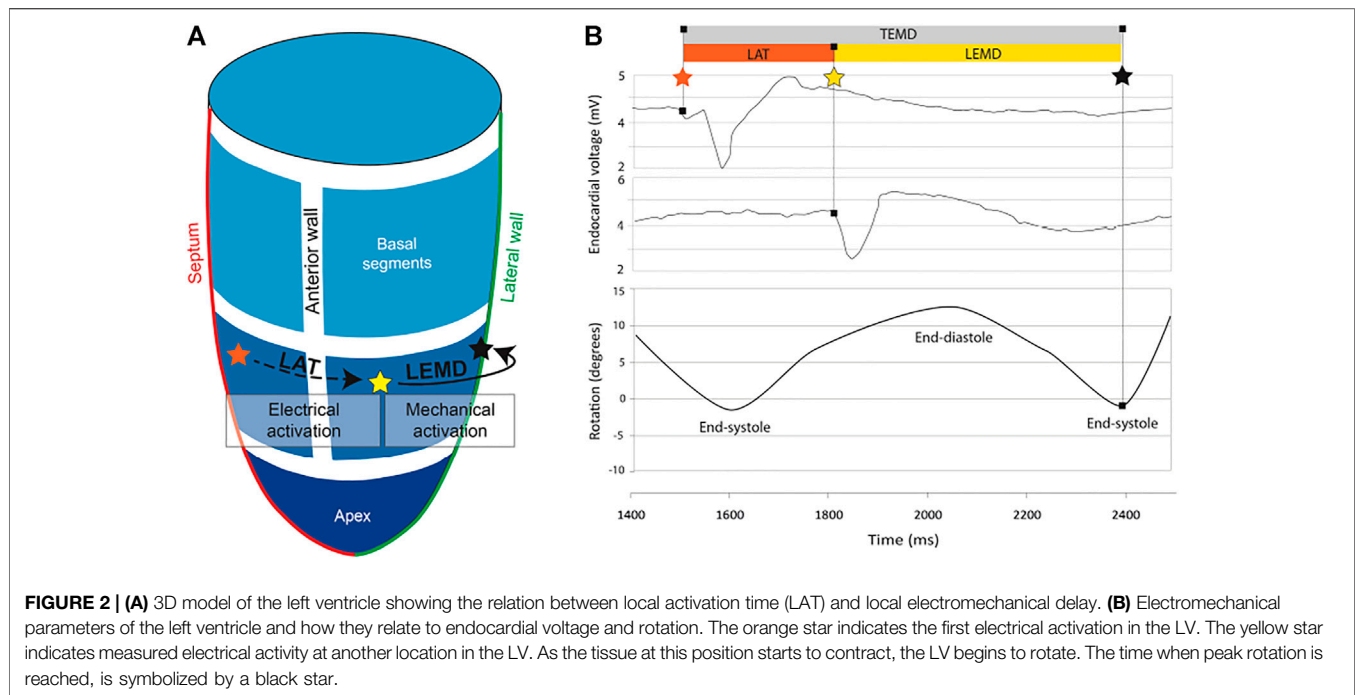 A
Septum
Anterior wall
Basal
segments
Lateral wall
LAT
LEMD
Electrical
activation
Mechanical
activation
Apex
B
TEMD
LAT
LEMD
Endocardial voltage (mV)
5
4
2
6
4
2
Rotation (degrees)
15
10
5
0
-5
-10
End-diastole
End-systole
End-systole
1400
1600
1800
2000
2200
2400
Time (ms)
FIGURE 2 | (A) 3D model of the left ventricle showing the relation between local activation time (LAT) and local electromechanical delay. (B) Electromechanical
parameters of the left ventricle and how they relate to endocardial voltage and rotation. The orange star indicates the first electrical activation in the LV. The yellow star
indicates measured electrical activity at another location in the LV. As the tissue at this position starts to contract, the LV begins to rotate. The time when peak rotation is
reached, is symbolized by a black star.